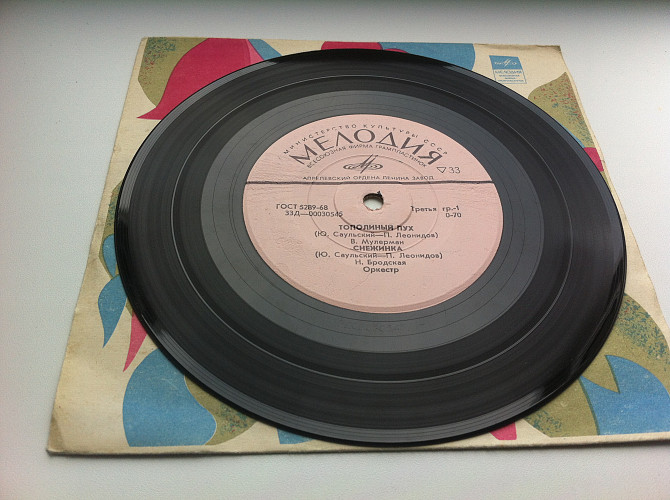 МИНИСТЕРСТВО КУЛЬТУРЫ СССР
МЕЛОДИЯ
ВСЕСОЮЗНАЯ ФИРМА ГРАМПЛАСТИНОК
33
АПРЕЛЕВСКИЙ ОРДЕНА ЛЕНИНА ЗАВОД
ГОСТ 5289-68 Третья гр.-1
33Д—00030545 0-70
ТОПОЛИНЫЙ ПУХ
(Ю. Саульский—П. Леонидов)
В. Мулерман
СНЕЖИНКА
(Ю. Саульский—П. Леонидов)
Н. Бродская
Оркестр